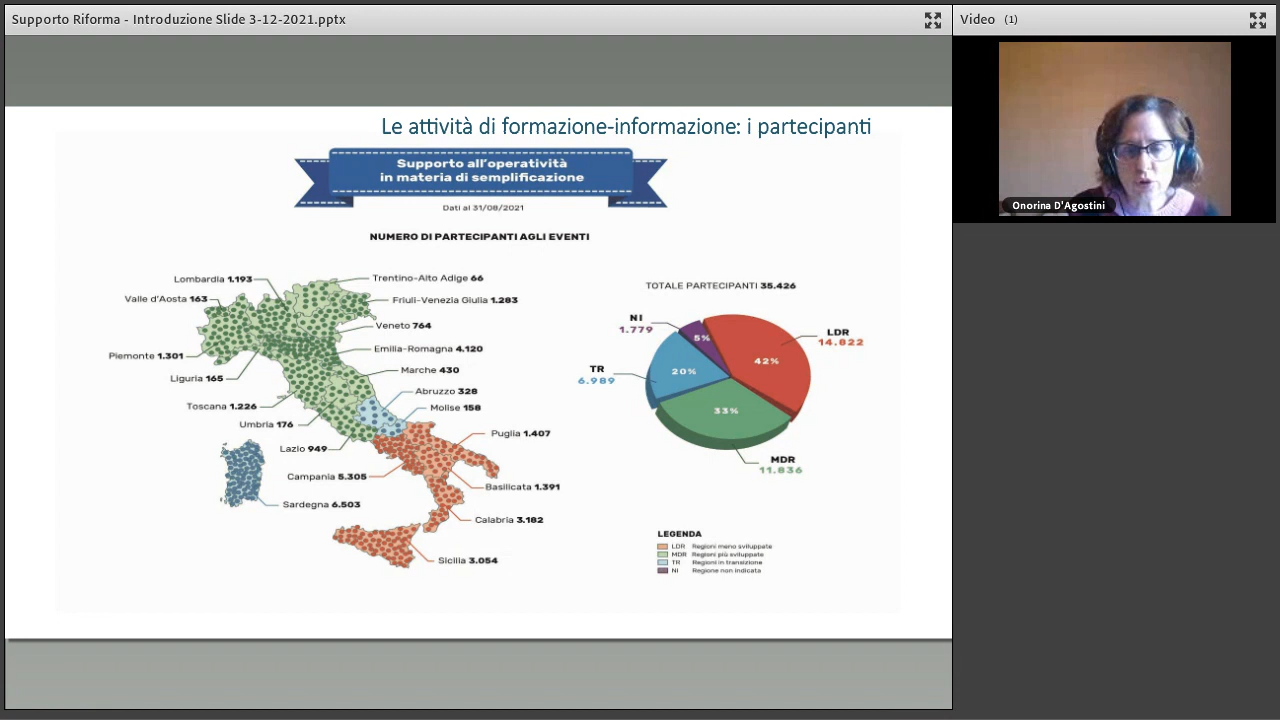 Supporto Riforma - Introduzione Slide 3-12-2021.pptx
Video (1)
Onorina D'Agostini
Le attività di formazione-informazione: i partecipanti
Supporto all'operatività
in materia di semplificazione
Dati al 31/08/2021
NUMERO DI PARTECIPANTI AGLI EVENTI
Lombardia 1.193
Trentino-Alto Adige 66
Valle d'Aosta 163
Friuli-Venezia Giulia 1.283
Veneto 764
Piemonte 1.301
Emilia-Romagna 4.120
Liguria 165
Marche 430
Abruzzo 328
Toscana 1.226
Molise 158
Umbria 176
Puglia 1.407
Lazio 949
Campania 5.305
Basilicata 1.391
Sardegna 6.503
Calabria 3.182
Sicilia 3.054
TOTALE PARTECIPANTI 35.426
NI
1.779
5%
LDR
14.822
42%
TR
6.989
20%
33%
MDR
11.836
LEGENDA
LDR Regioni meno sviluppate
MDR Regioni più sviluppate
TR Regioni in transizione
NI Regione non indicata